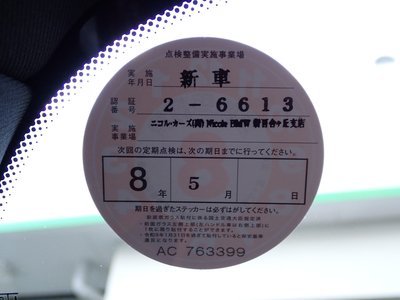 点検整備実施事業場
実施年月日 新車
認証番号 2-6613
実施事業場 ニコル・カーズ(同) Nicole BMW 新百合ヶ丘支店
次回の定期点検は、次の日までに行ってください。
8年 5月 日
期日を過ぎたステッカーは必ずはがしてください。
AC 763399